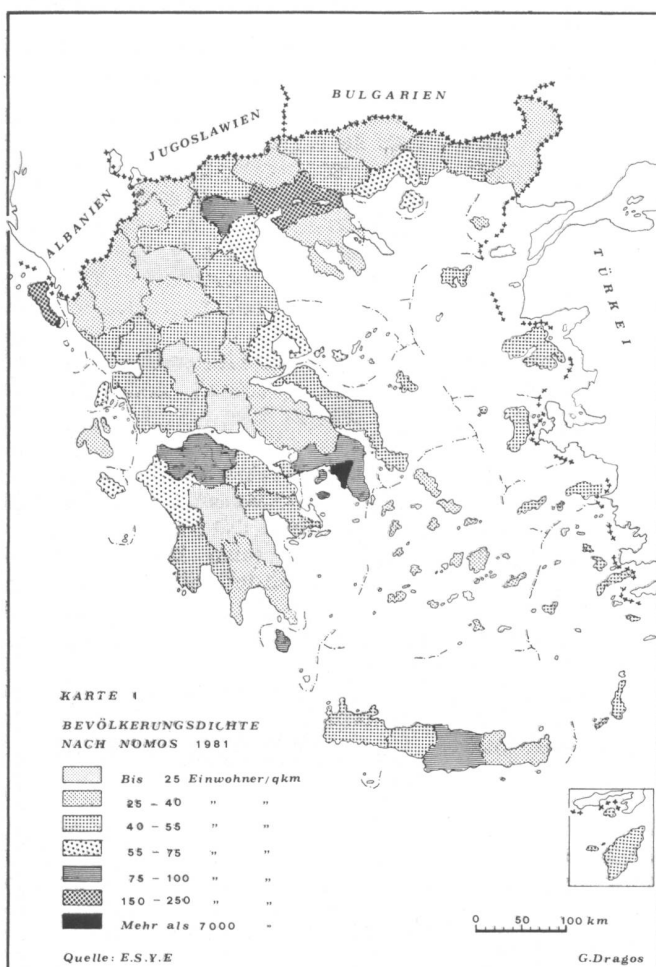 BULGARIEN
JUGOSLAWIEN
ALBANIEN
TÜRKEI
KARTE 1
BEVÖLKERUNGSDICHTE
NACH NOMOS 1981
Bis 25 Einwohner/qkm
25 - 40 " "
40 - 55 " "
55 - 75 " "
75 - 100 " "
150 - 250 " "
Mehr als 7000 "
0 50 100 km
Quelle: E.S.Y.E
G.Dragos